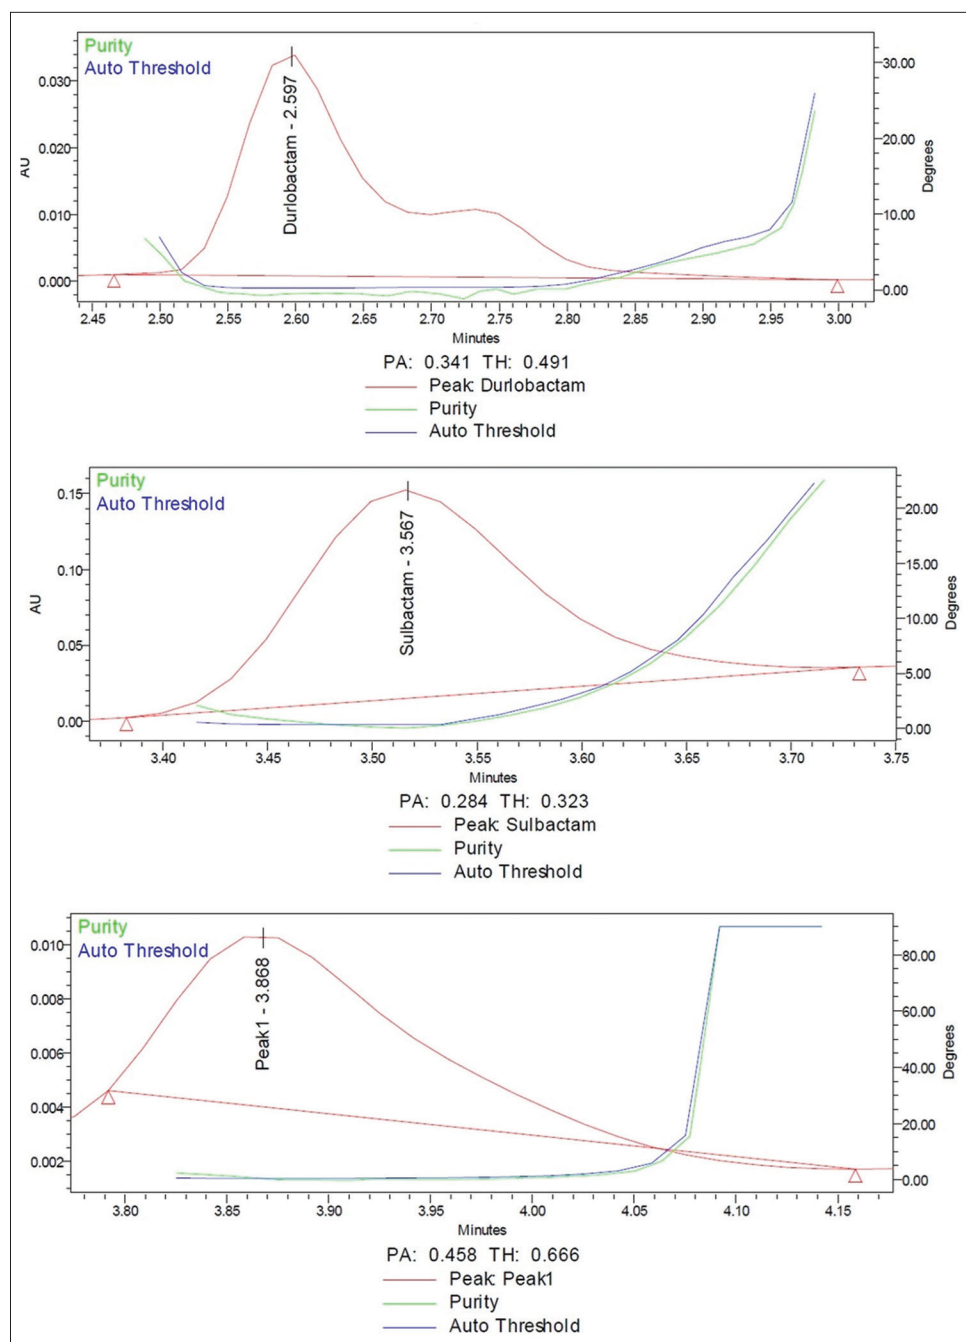 Purity
Auto Threshold
0.030
0.020
0.010
0.000
AU
Durlobactam - 2.597
30.00
20.00
10.00
0.00
Degrees
2.45 2.50 2.55 2.60 2.65 2.70 2.75 2.80 2.85 2.90 2.95 3.00
Minutes
PA: 0.341 TH: 0.491
Peak: Durlobactam
Purity
Auto Threshold
Purity
Auto Threshold
0.15
0.10
0.05
0.00
AU
Sulbactam - 3.567
20.00
15.00
10.00
5.00
0.00
Degrees
3.40 3.45 3.50 3.55 3.60 3.65 3.70 3.75
Minutes
PA: 0.284 TH: 0.323
Peak: Sulbactam
Purity
Auto Threshold
Purity
Auto Threshold
0.010
0.008
0.006
0.004
0.002
Peak1 - 3.868
80.00
60.00
40.00
20.00
0.00
Degrees
3.80 3.85 3.90 3.95 4.00 4.05 4.10 4.15
Minutes
PA: 0.458 TH: 0.666
Peak: Peak1
Purity
Auto Threshold